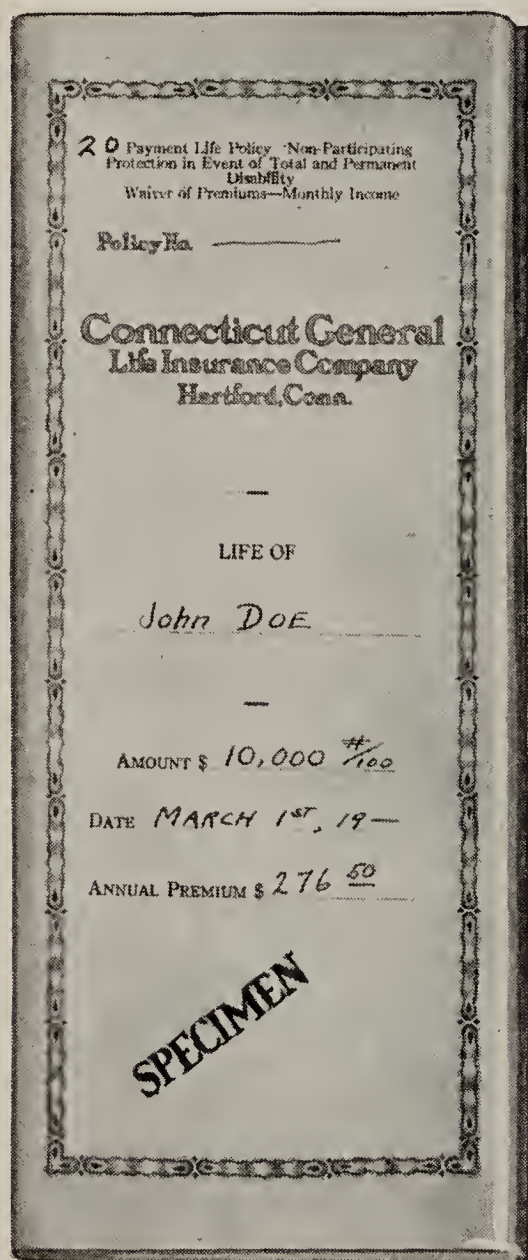 20 Payment Life Policy Non-Participating
Protection in Event of Total and Permanent
Disability
Waiver of Premiums—Monthly Income
Policy No.
Connecticut General
Life Insurance Company
Hartford, Conn.
LIFE OF
John DOE
AMOUNT $ 10,000 #/100
DATE MARCH 1ST, 19—
ANNUAL PREMIUM $ 276 50
SPECIMEN